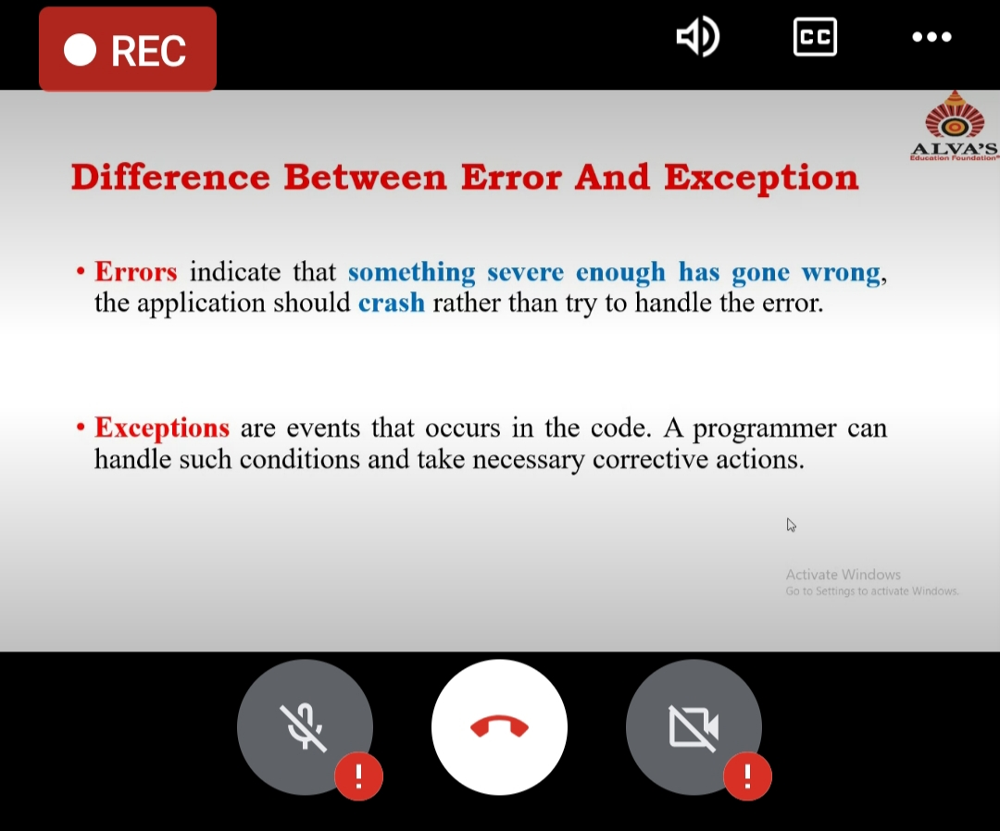 REC
CC
ALVA'S
Education Foundation
Difference Between Error And Exception
• Errors indicate that something severe enough has gone wrong,
the application should crash rather than try to handle the error.
• Exceptions are events that occurs in the code. A programmer can
handle such conditions and take necessary corrective actions.
Activate Windows
Go to Settings to activate Windows.
!
!